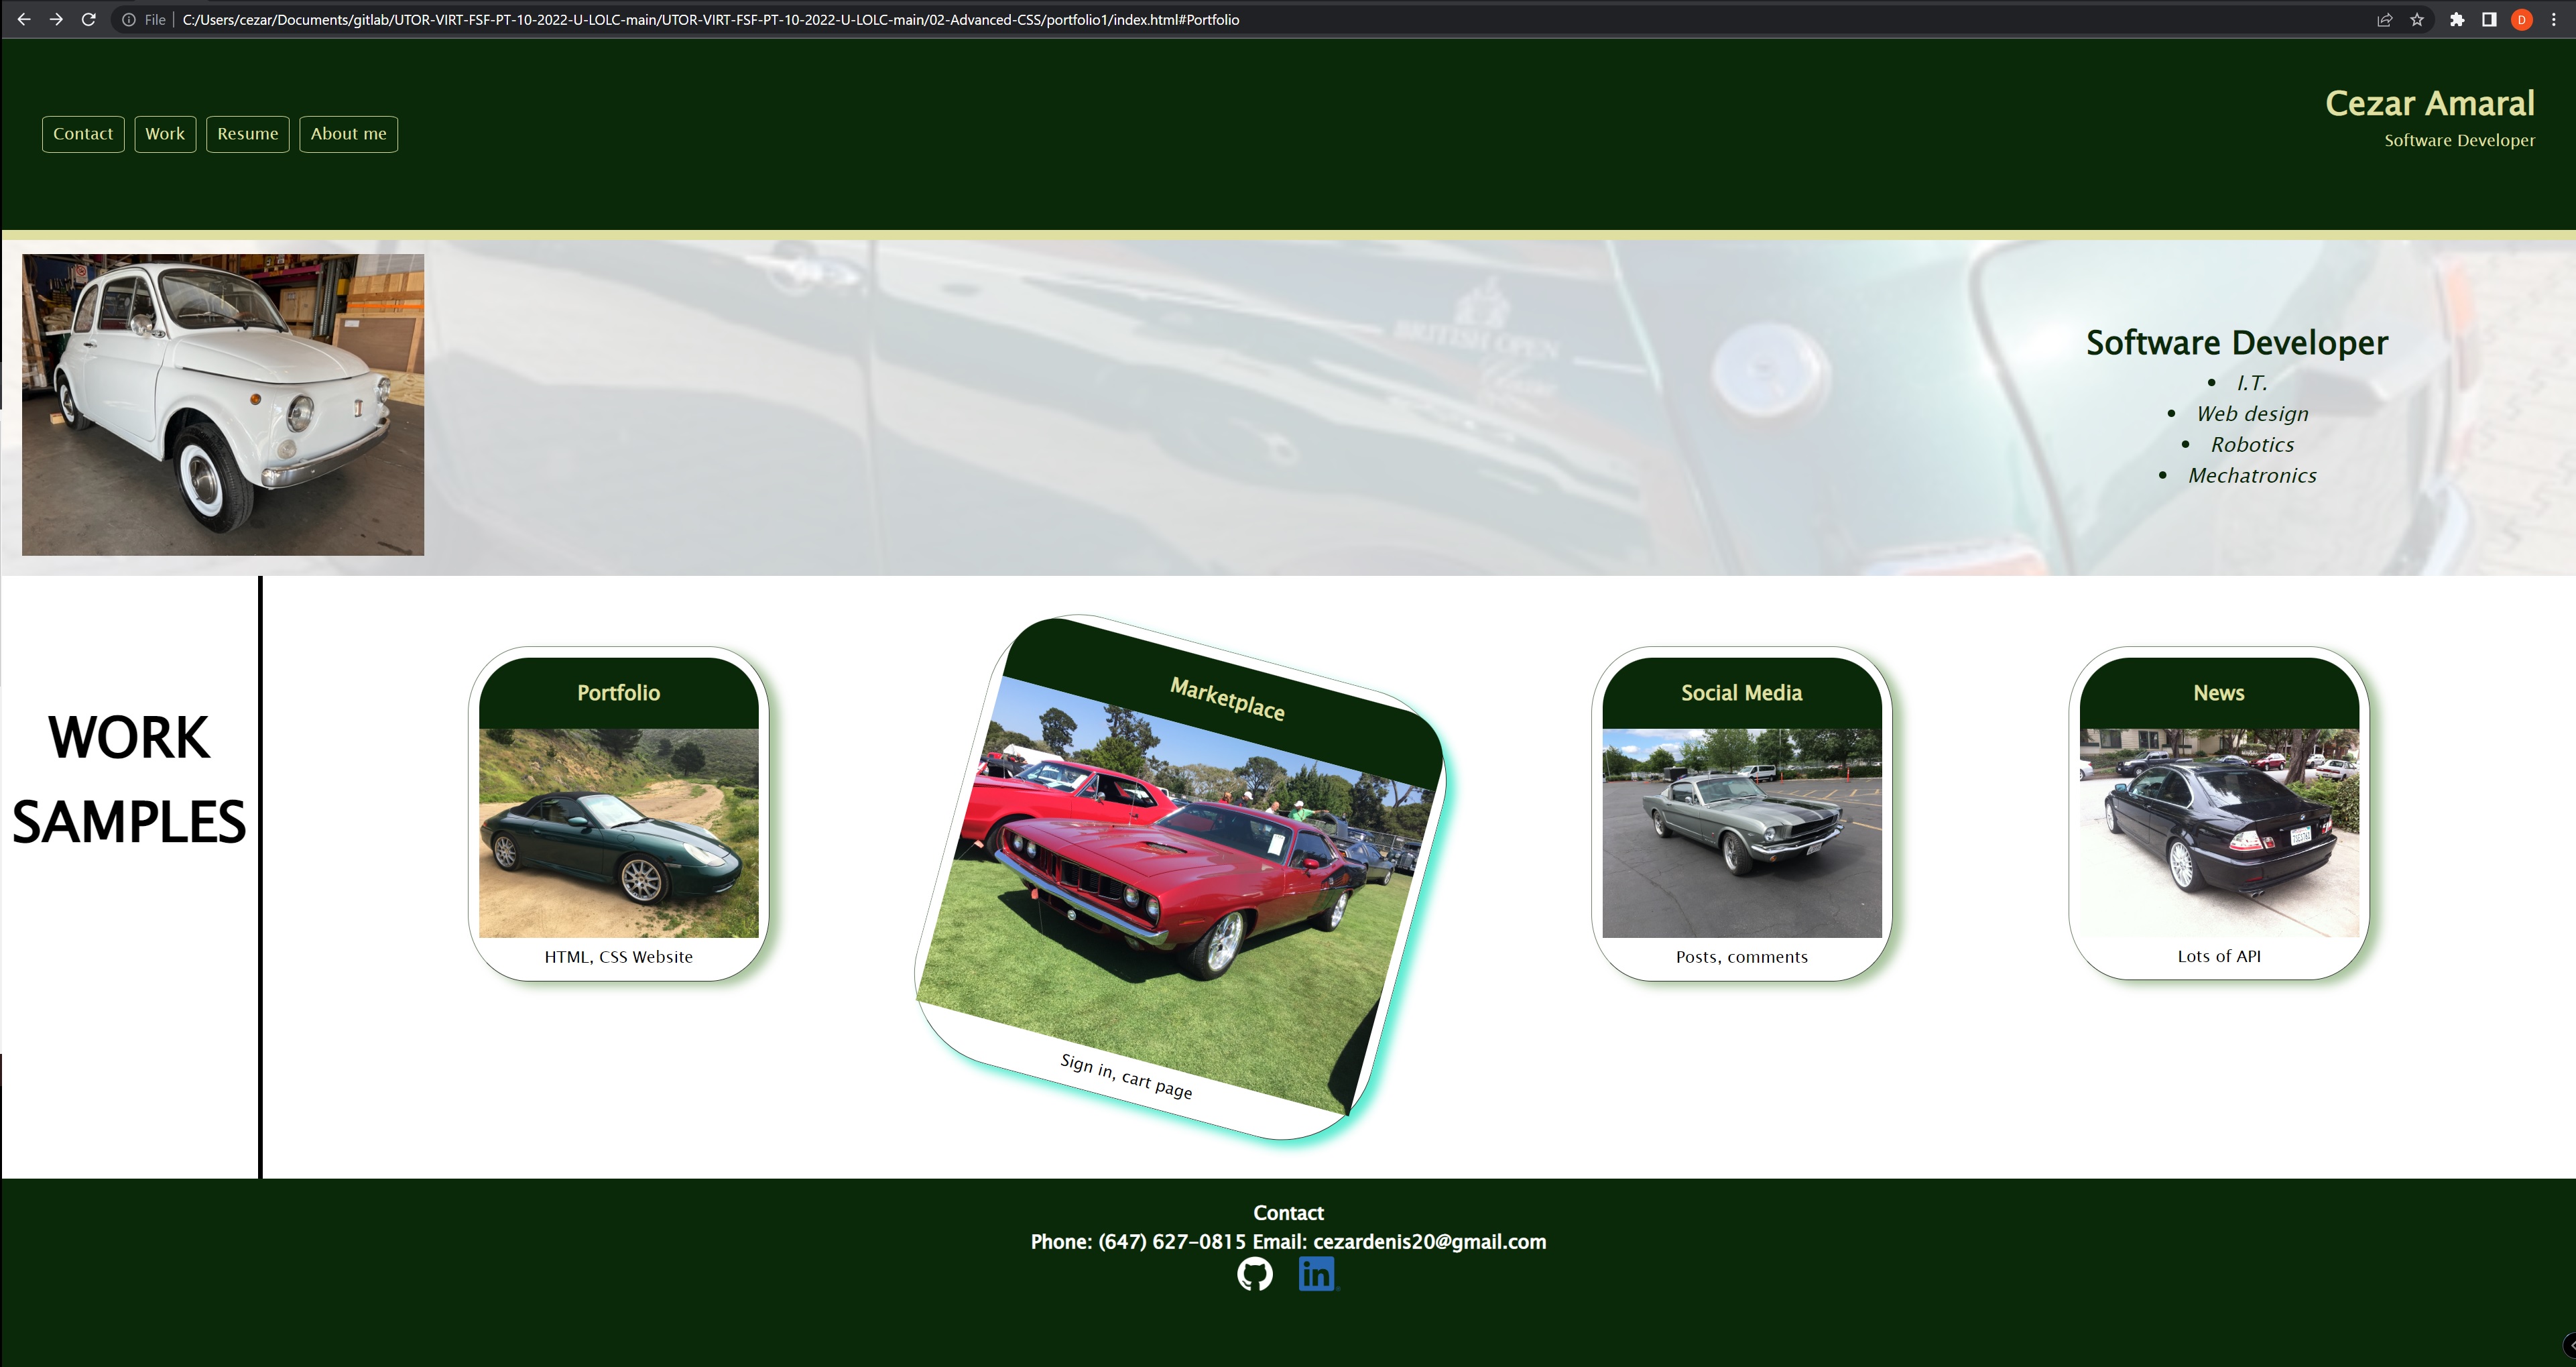 File
C:/Users/cezar/Documents/gitlab/UTOR-VIRT-FSF-PT-10-2022-U-LOLC-main/UTOR-VIRT-FSF-PT-10-2022-U-LOLC-main/02-Advanced-CSS/portfolio1/index.html#Portfolio
D
Contact
Work
Resume
About me
Cezar Amaral
Software Developer
BRITISH OPEN
Software Developer
• I.T.
• Web design
• Robotics
• Mechatronics
WORK
SAMPLES
Portfolio
HTML, CSS Website
Marketplace
Sign in, cart page
Social Media
Posts, comments
News
Lots of API
Contact
Phone: (647) 627-0815 Email: cezardenis20@gmail.com
in